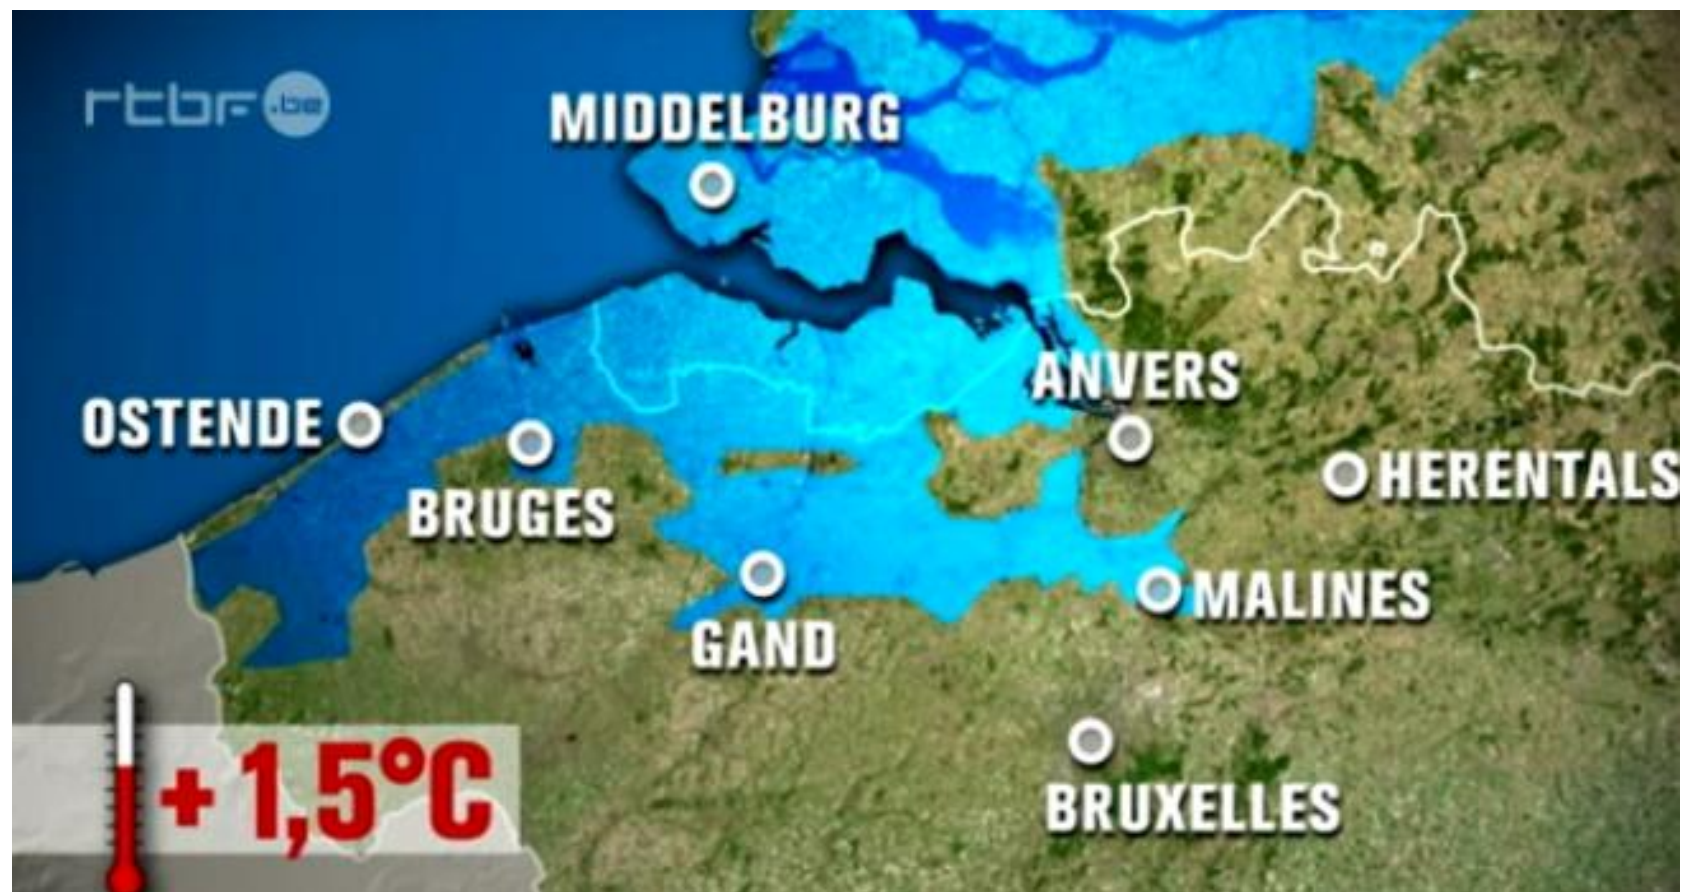 rtbf.be
MIDDELBURG
ANVERS
OSTENDE
HERENTALS
BRUGES
MALINES
GAND
+ 1,5°C
BRUXELLES